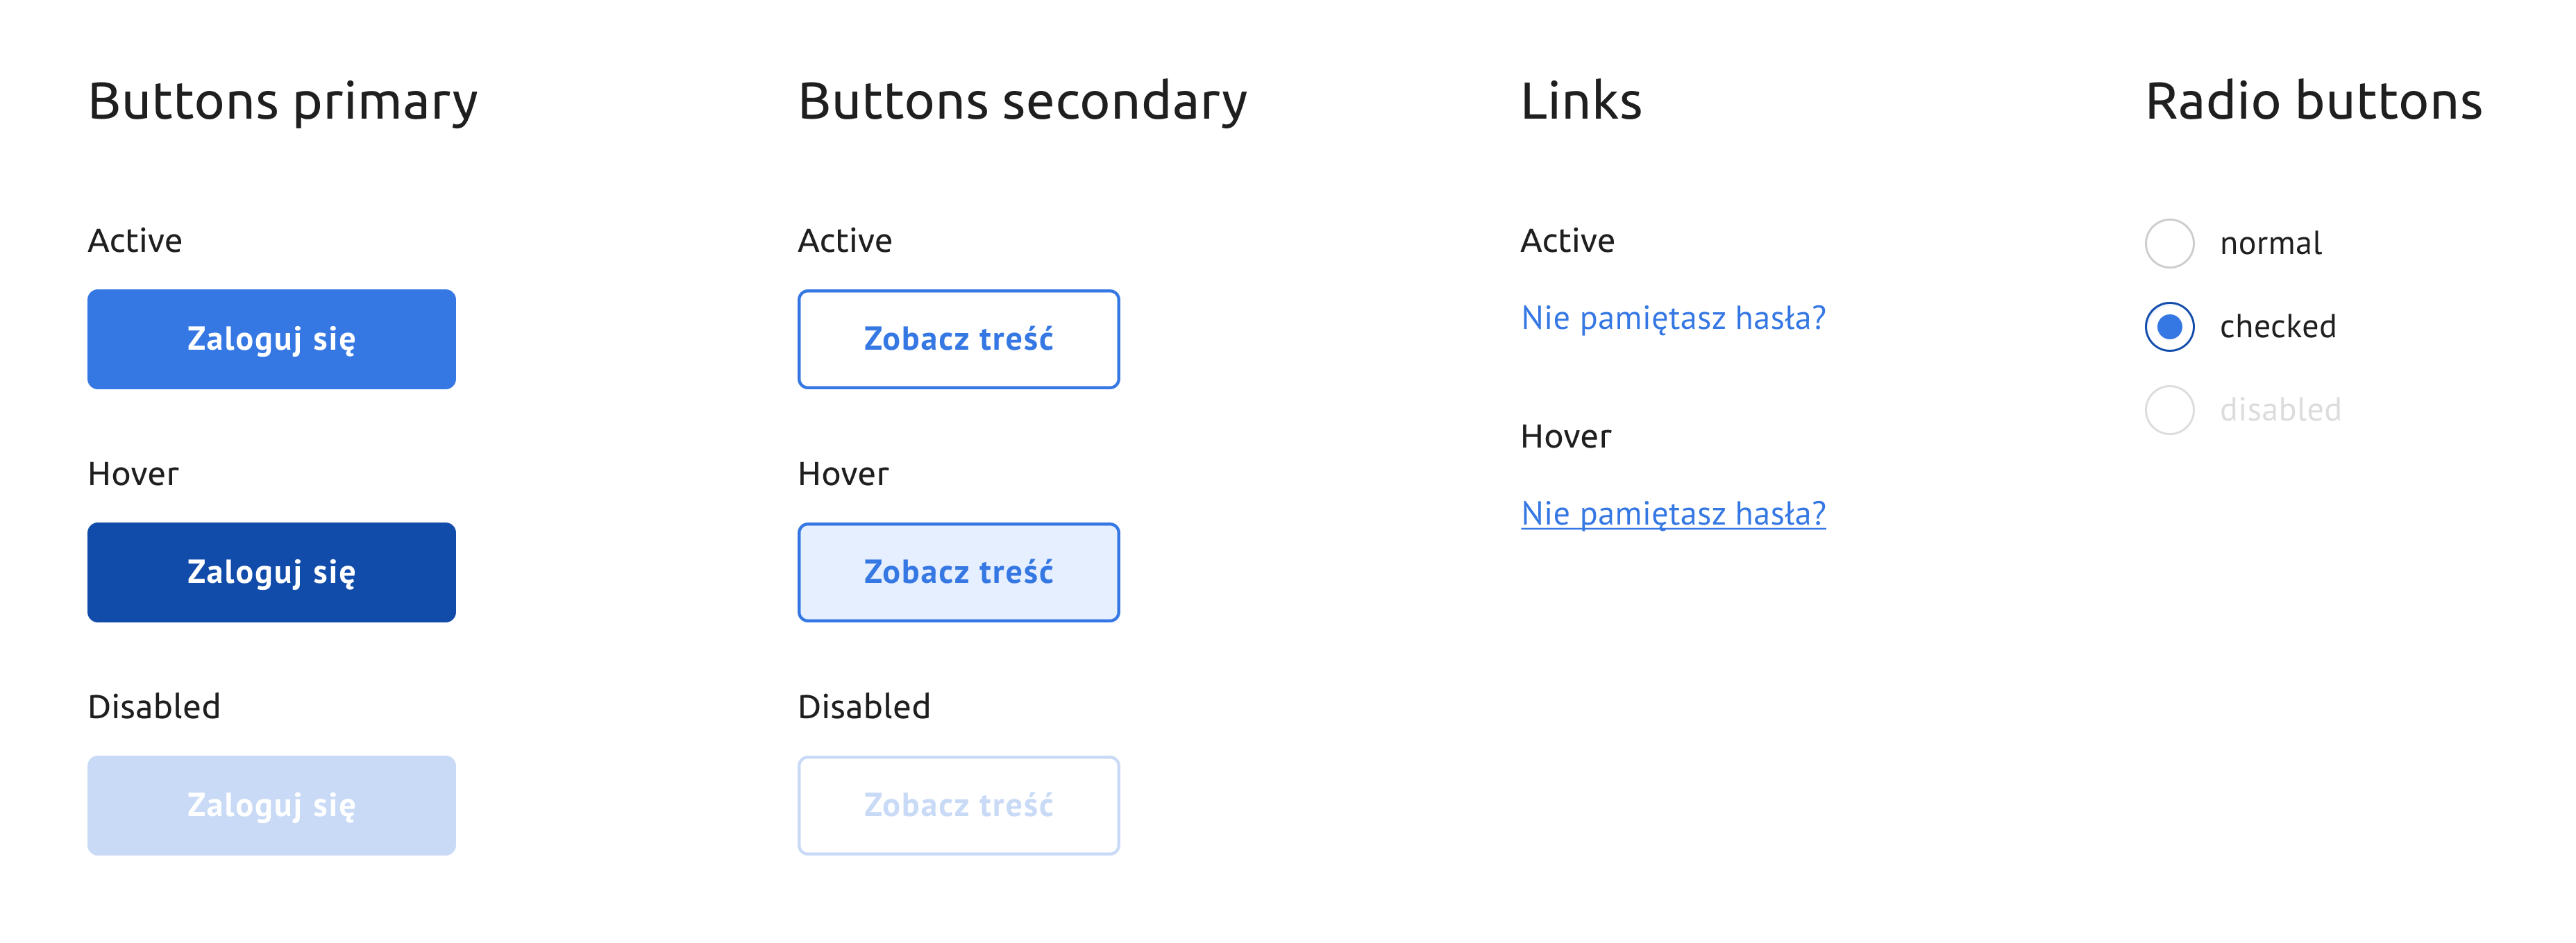 Buttons primary
Active
Zaloguj się
Hover
Zaloguj się
Disabled
Zaloguj się
Buttons secondary
Active
Zobacz treść
Hover
Zobacz treść
Disabled
Zobacz treść
Links
Active
Nie pamiętasz hasła?
Hover
Nie pamiętasz hasła?
Radio buttons
normal
checked
disabled